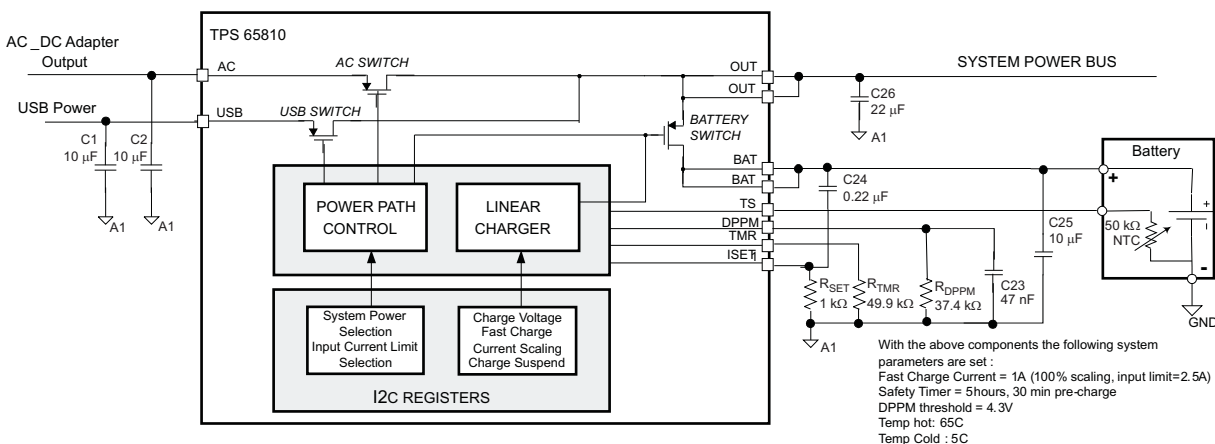 TPS 65810
AC _DC Adapter
Output
AC
AC SWITCH
OUT
SYSTEM POWER BUS
OUT
USB Power
USB
USB SWITCH
BATTERY
SWITCH
C26
22 μF
A1
C1
10 μF
C2
10 μF
A1
A1
BAT
BAT
C24
0.22 μF
Battery
+
+
-
TS
DPPM
TMR
ISET1
POWER PATH
CONTROL
LINEAR
CHARGER
C25
10 μF
50 kΩ
NTC
-
RSET
1 kΩ
RTMR
49.9 kΩ
RDPPM
37.4 kΩ
C23
47 nF
GND
A1
System Power
Selection
Input Current Limit
Selection
Charge Voltage
Fast Charge
Current Scaling
Charge Suspend
I2C REGISTERS
With the above components the following system
parameters are set :
Fast Charge Current = 1A (100% scaling, input limit=2.5A)
Safety Timer = 5hours, 30 min pre-charge
DPPM threshold = 4.3V
Temp hot: 65C
Temp Cold : 5C